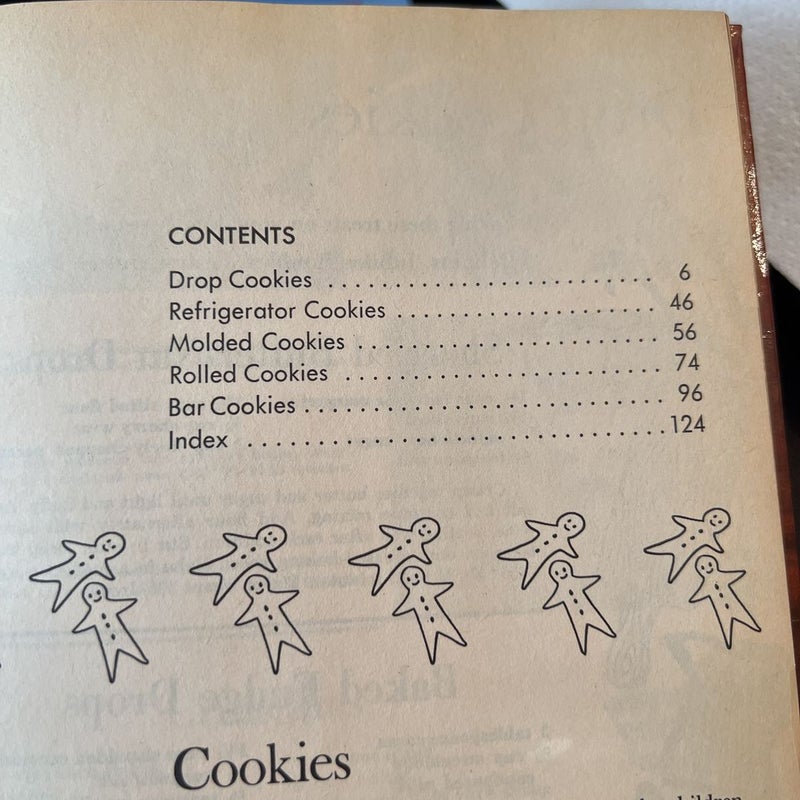 CONTENTS
Drop Cookies . . . . . . . . . . . . . . . . . . . . . . . . . . . 6
Refrigerator Cookies . . . . . . . . . . . . . . . . . . . . . 46
Molded Cookies . . . . . . . . . . . . . . . . . . . . . . . . 56
Rolled Cookies . . . . . . . . . . . . . . . . . . . . . . . . . 74
Bar Cookies . . . . . . . . . . . . . . . . . . . . . . . . . . . . 96
Index . . . . . . . . . . . . . . . . . . . . . . . . . . . . . . . . . 124
Cookies
children